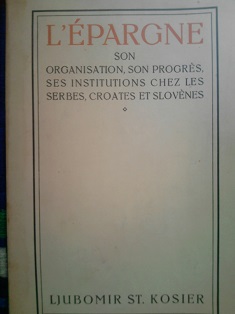 L'ÉPARGNE
SON
ORGANISATION, SON PROGRÈS,
SES INSTITUTIONS CHEZ LES
SERBES, CROATES ET SLOVÈNES
LJUBOMIR ST. KOSIER